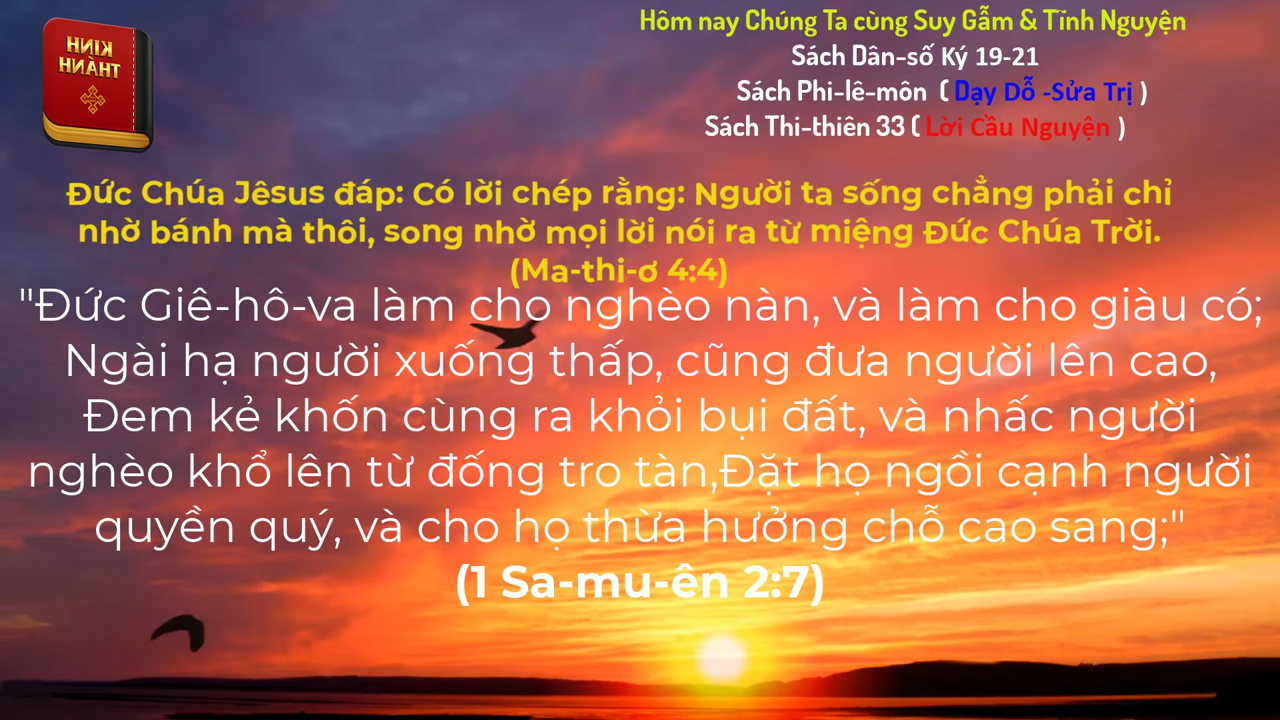 KINH
THÁNH
Hôm nay Chúng Ta cùng Suy Gẫm & Tĩnh Nguyện
Sách Dân-số Ký 19-21
Sách Phi-lê-môn ( Dạy Dỗ -Sửa Trị )
Sách Thi-thiên 33 ( Lời Cầu Nguyện )
Đức Chúa Jêsus đáp: Có lời chép rằng: Người ta sống chẳng phải chỉ
nhờ bánh mà thôi, song nhờ mọi lời nói ra từ miệng Đức Chúa Trời.
(Ma-thi-ơ 4:4)
"Đức Giê-hô-va làm cho nghèo nàn, và làm cho giàu có;
Ngài hạ người xuống thấp, cũng đưa người lên cao,
Đem kẻ khốn cùng ra khỏi bụi đất, và nhấc người
nghèo khổ lên từ đống tro tàn,Đặt họ ngồi cạnh người
quyền quý, và cho họ thừa hưởng chỗ cao sang;"
(1 Sa-mu-ên 2:7)